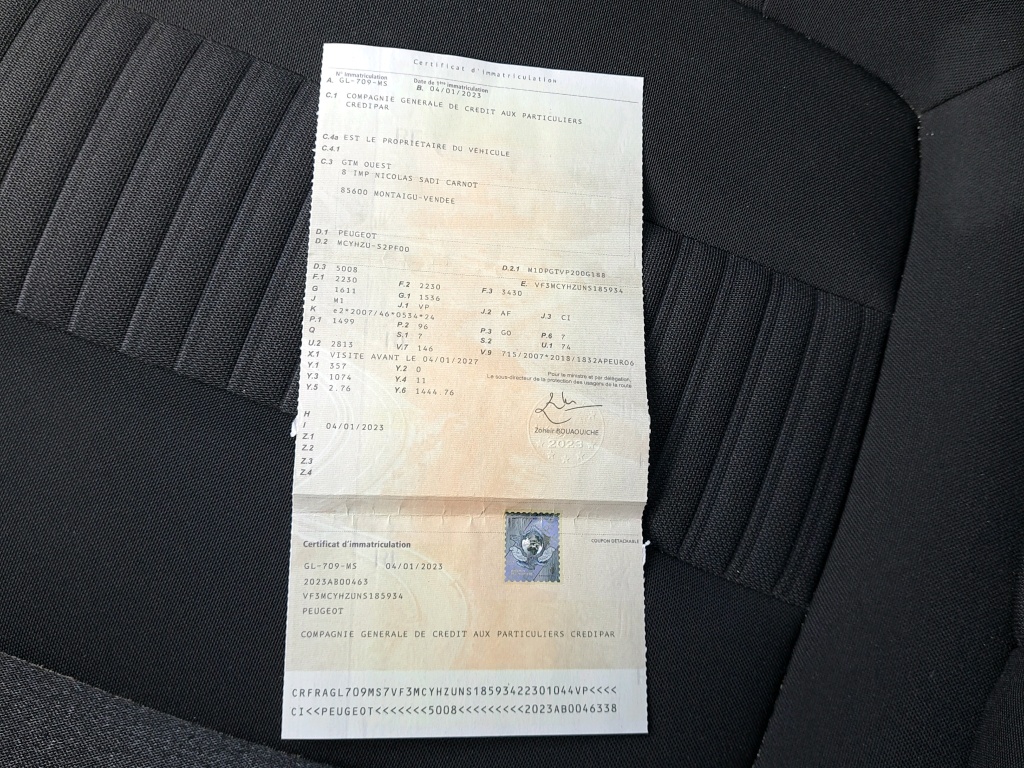 Certificat d'Immatriculation
N° immatriculation Date de 1ère immatriculation
A. GL-709-MS B. 04/01/2023
C.1 COMPAGNIE GENERALE DE CREDIT AUX PARTICULIERS
CREDIPAR
C.4a EST LE PROPRIÉTAIRE DU VÉHICULE
C.4.1
C.3 GTM OUEST
8 IMP NICOLAS SADI CARNOT
85600 MONTAIGU-VENDEE
D.1 PEUGEOT
D.2 MCYHZU-S2PF00
D.2.1 M10PGTVP200G188
D.3 5008 E. VF3MCYHZUNS185934
F.1 2230 F.2 2230 F.3 3430
G 1611 G.1 1536
J M1 J.1 VP J.2 AF J.3 CI
K e2*2007/46*0534*24
P.1 1499 P.2 96 P.3 GO P.6 7
Q S.1 7 S.2 U.1 74
U.2 2813 V.7 146 V.9 715/2007*2018/1832APEURO6
X.1 VISITE AVANT LE 04/01/2027
Y.1 357 Y.2 0
Y.3 1074 Y.4 11
Y.5 2.76 Y.6 1444.76
Pour le ministre et par délégation,
Le sous-directeur de la protection des usagers de la route
Zoheir BOUAOUICHE
2023
H
I 04/01/2023
Z.1
Z.2
Z.3
Z.4
Certificat d'immatriculation COUPON DÉTACHABLE
GL-709-MS 04/01/2023
2023AB00463
VF3MCYHZUNS185934
PEUGEOT
COMPAGNIE GENERALE DE CREDIT AUX PARTICULIERS CREDIPAR
CRFRAGL709MS7VF3MCYHZUNS18593422301044VP<<<<
CI<<PEUGEOT<<<<<<<5008<<<<<<<<<2023AB0046338